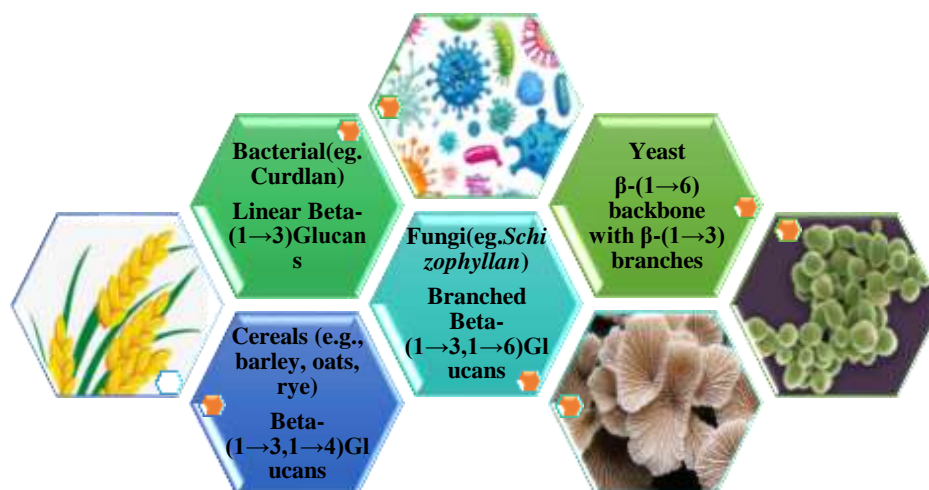 Bacterial(eg.
Curdlan)
Linear Beta-
(1→3)Glucan
s
Yeast
β-(1→6)
backbone
with β-(1→3)
branches
Fungi(eg.Schi
zophyllan)
Branched
Beta-
(1→3,1→6)Gl
ucans
Cereals (e.g.,
barley, oats,
rye)
Beta-
(1→3,1→4)Gl
ucans